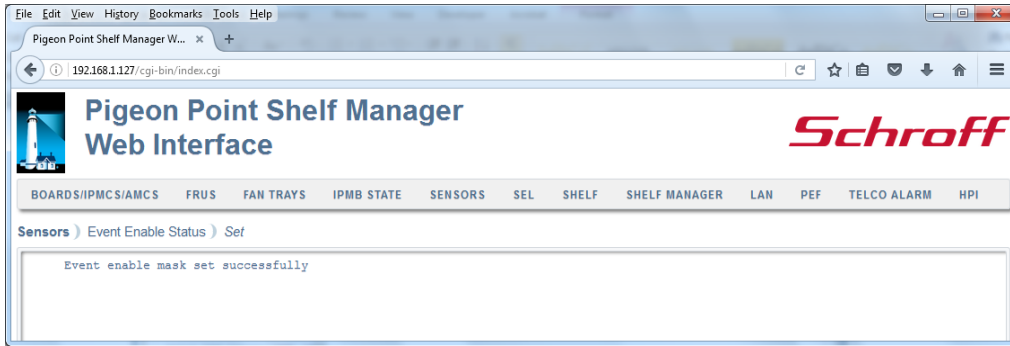 File Edit View History Bookmarks Tools Help
Pigeon Point Shelf Manager W... × +
192.168.1.127/cgi-bin/index.cgi
Pigeon Point Shelf Manager
Web Interface
Schroff
BOARDS/IPMCS/AMCS FRUS FAN TRAYS IPMB STATE SENSORS SEL SHELF SHELF MANAGER LAN PEF TELCO ALARM HPI
Sensors ) Event Enable Status ) Set
Event enable mask set successfully